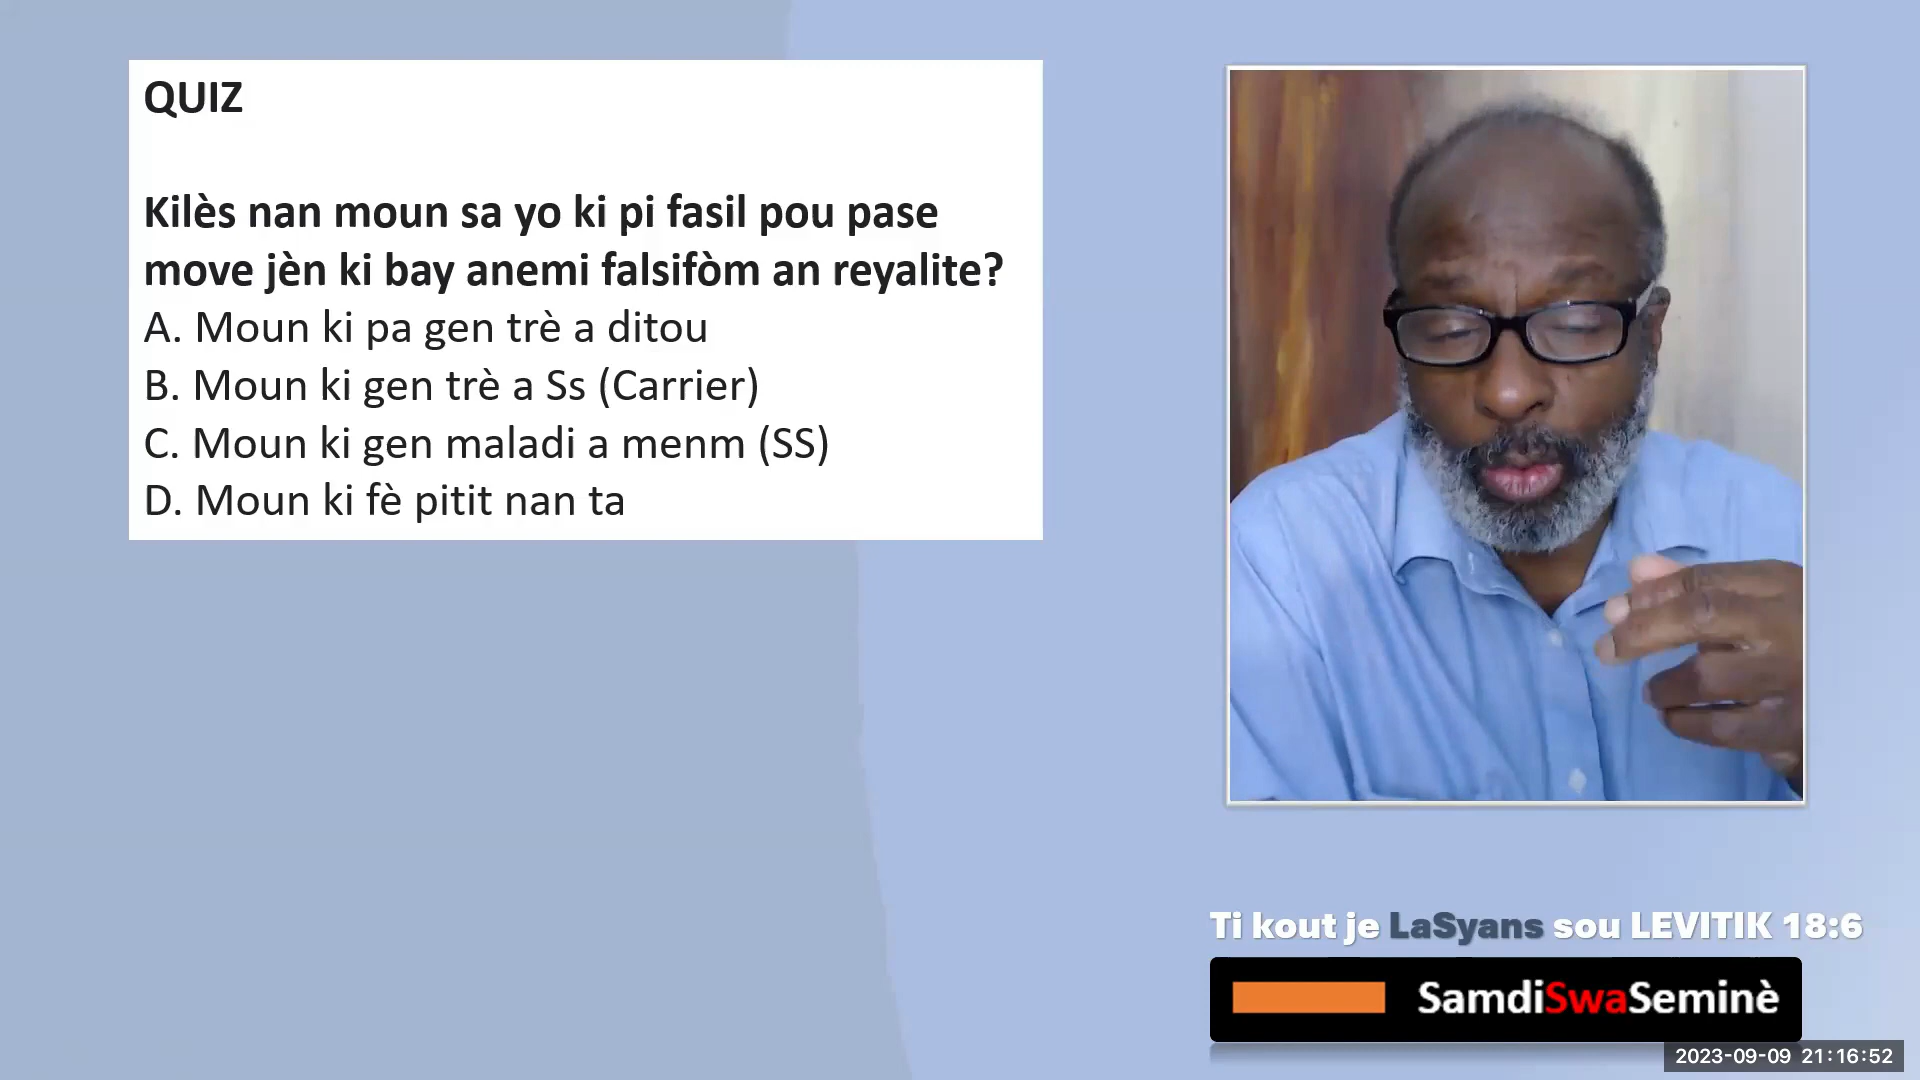 QUIZ
Kilès nan moun sa yo ki pi fasil pou pase
move jèn ki bay anemi falsifòm an reyalite?
A. Moun ki pa gen trè a ditou
B. Moun ki gen trè a Ss (Carrier)
C. Moun ki gen maladi a menm (SS)
D. Moun ki fè pitit nan ta
Ti kout je LaSyans sou LEVITIK 18:6
SamdiSwaSeminè
2023-09-09 21:16:52